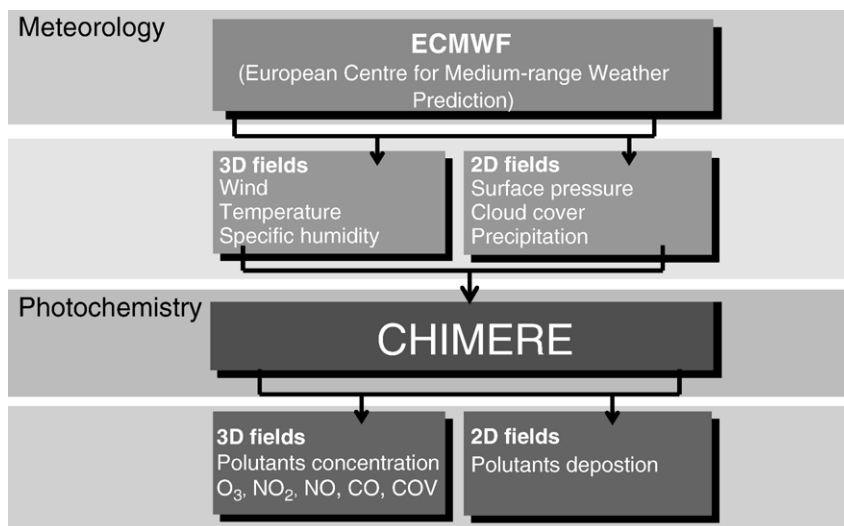 Meteorology
ECMWF
(European Centre for Medium-range Weather
Prediction)
3D fields
Wind
Temperature
Specific humidity
2D fields
Surface pressure
Cloud cover
Precipitation
Photochemistry
CHIMERE
3D fields
Polutants concentration
O₃, NO₂, NO, CO, COV
2D fields
Polutants depostion